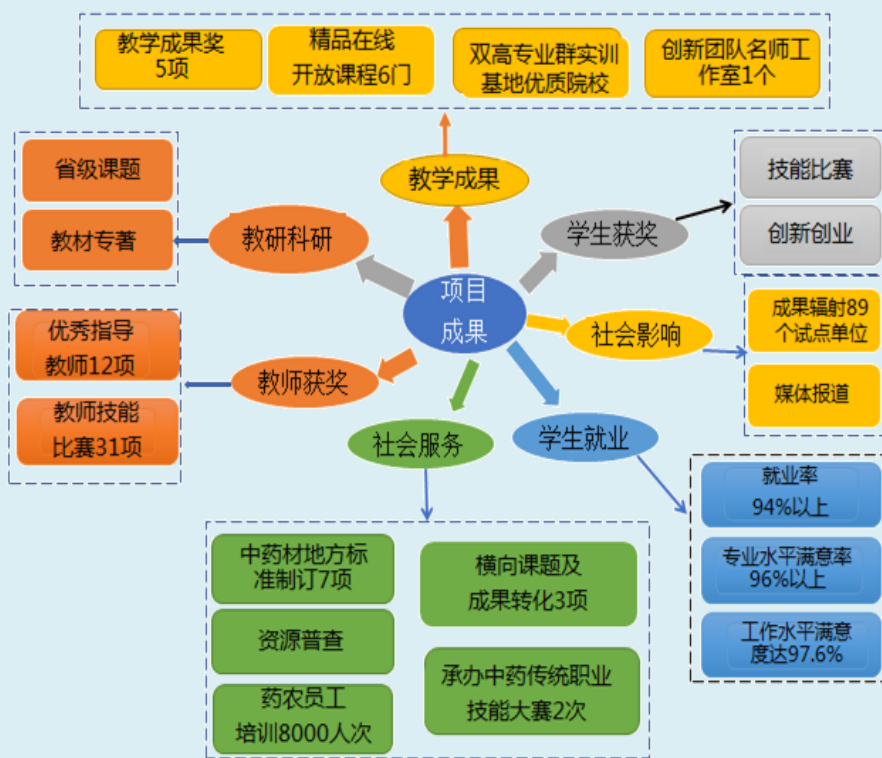 教学成果奖
5项
精品在线
开放课程6门
双高专业群实训
基地优质院校
创新团队名师工
作室1个
省级课题
教材专著
教研科研
教学成果
学生获奖
技能比赛
创新创业
项目
成果
优秀指导
教师12项
教师技能
比赛31项
教师获奖
社会影响
成果辐射89
个试点单位
媒体报道
社会服务
学生就业
中药材地方标
准制订7项
资源普查
药农员工
培训8000人次
横向课题及
成果转化3项
承办中药传统职业
技能大赛2次
就业率
94%以上
专业水平满意率
96%以上
工作水平满意
度达97.6%